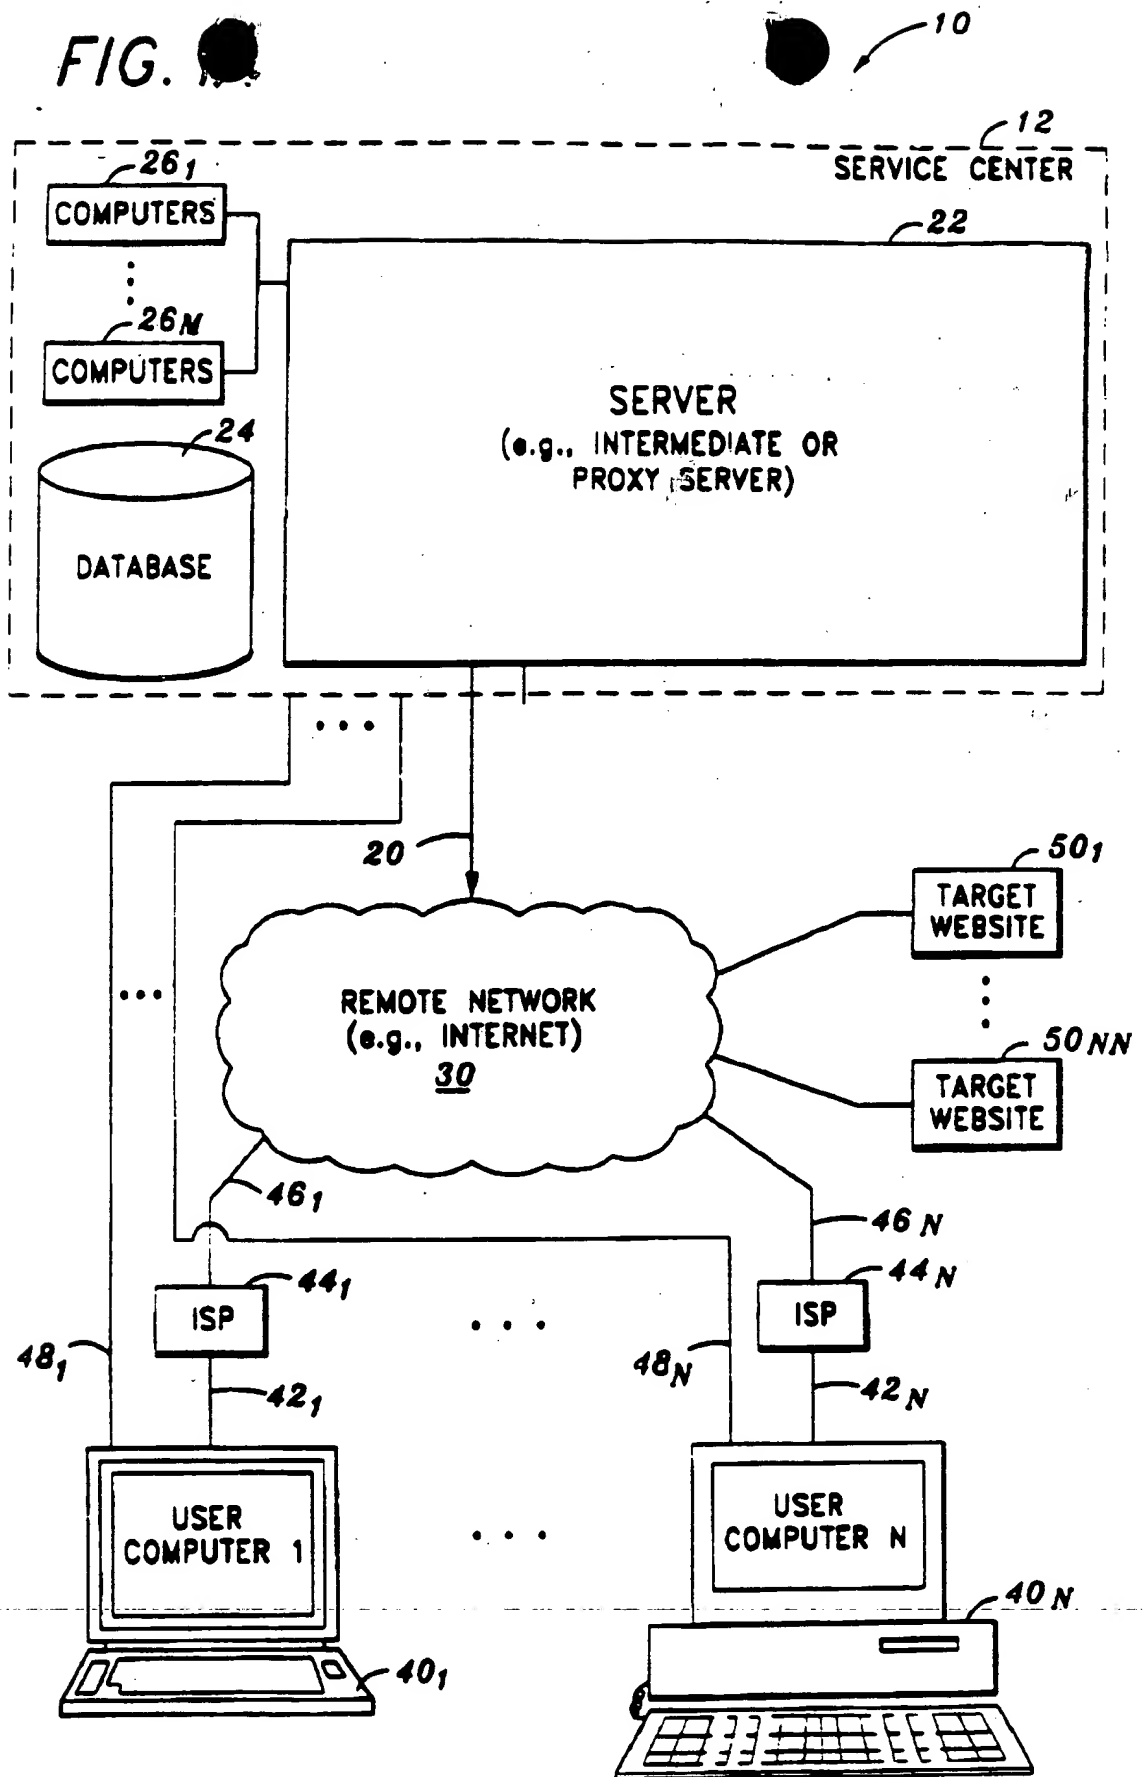 FIG.
10
12
SERVICE CENTER
26₁
COMPUTERS
22
26M
COMPUTERS
SERVER
(e.g., INTERMEDIATE OR
PROXY SERVER)
24
DATABASE
20
50₁
TARGET
WEBSITE
REMOTE NETWORK
(e.g., INTERNET)
30
50NN
TARGET
WEBSITE
46₁
46N
44₁
ISP
44N
ISP
48₁
48N
42₁
42N
USER
COMPUTER 1
USER
COMPUTER N
40₁
40N